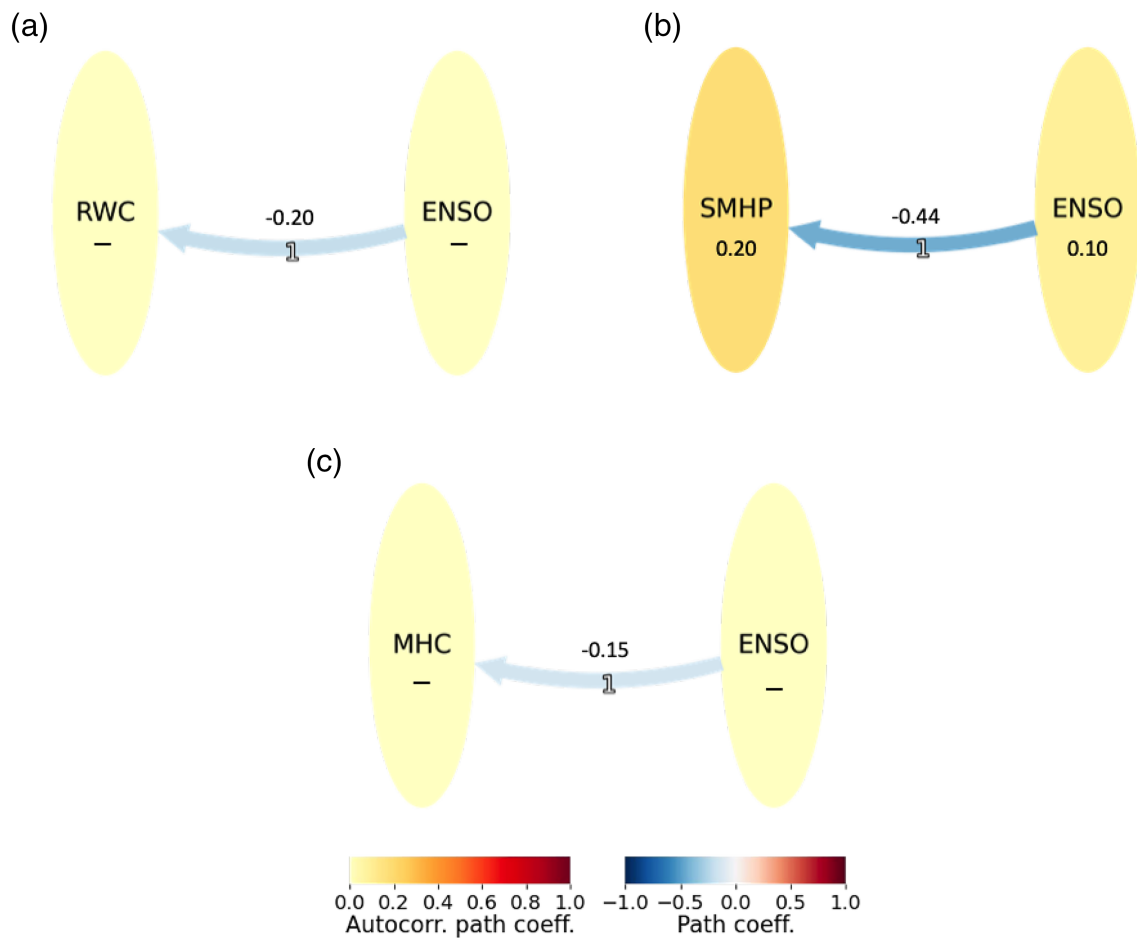 (a)
(b)
RWC
–
-0.20
1
ENSO
–
SMHP
0.20
-0.44
1
ENSO
0.10
(c)
MHC
–
-0.15
1
ENSO
–
0.0 0.2 0.4 0.6 0.8 1.0
Autocorr. path coeff.
−1.0 −0.5 0.0 0.5 1.0
Path coeff.